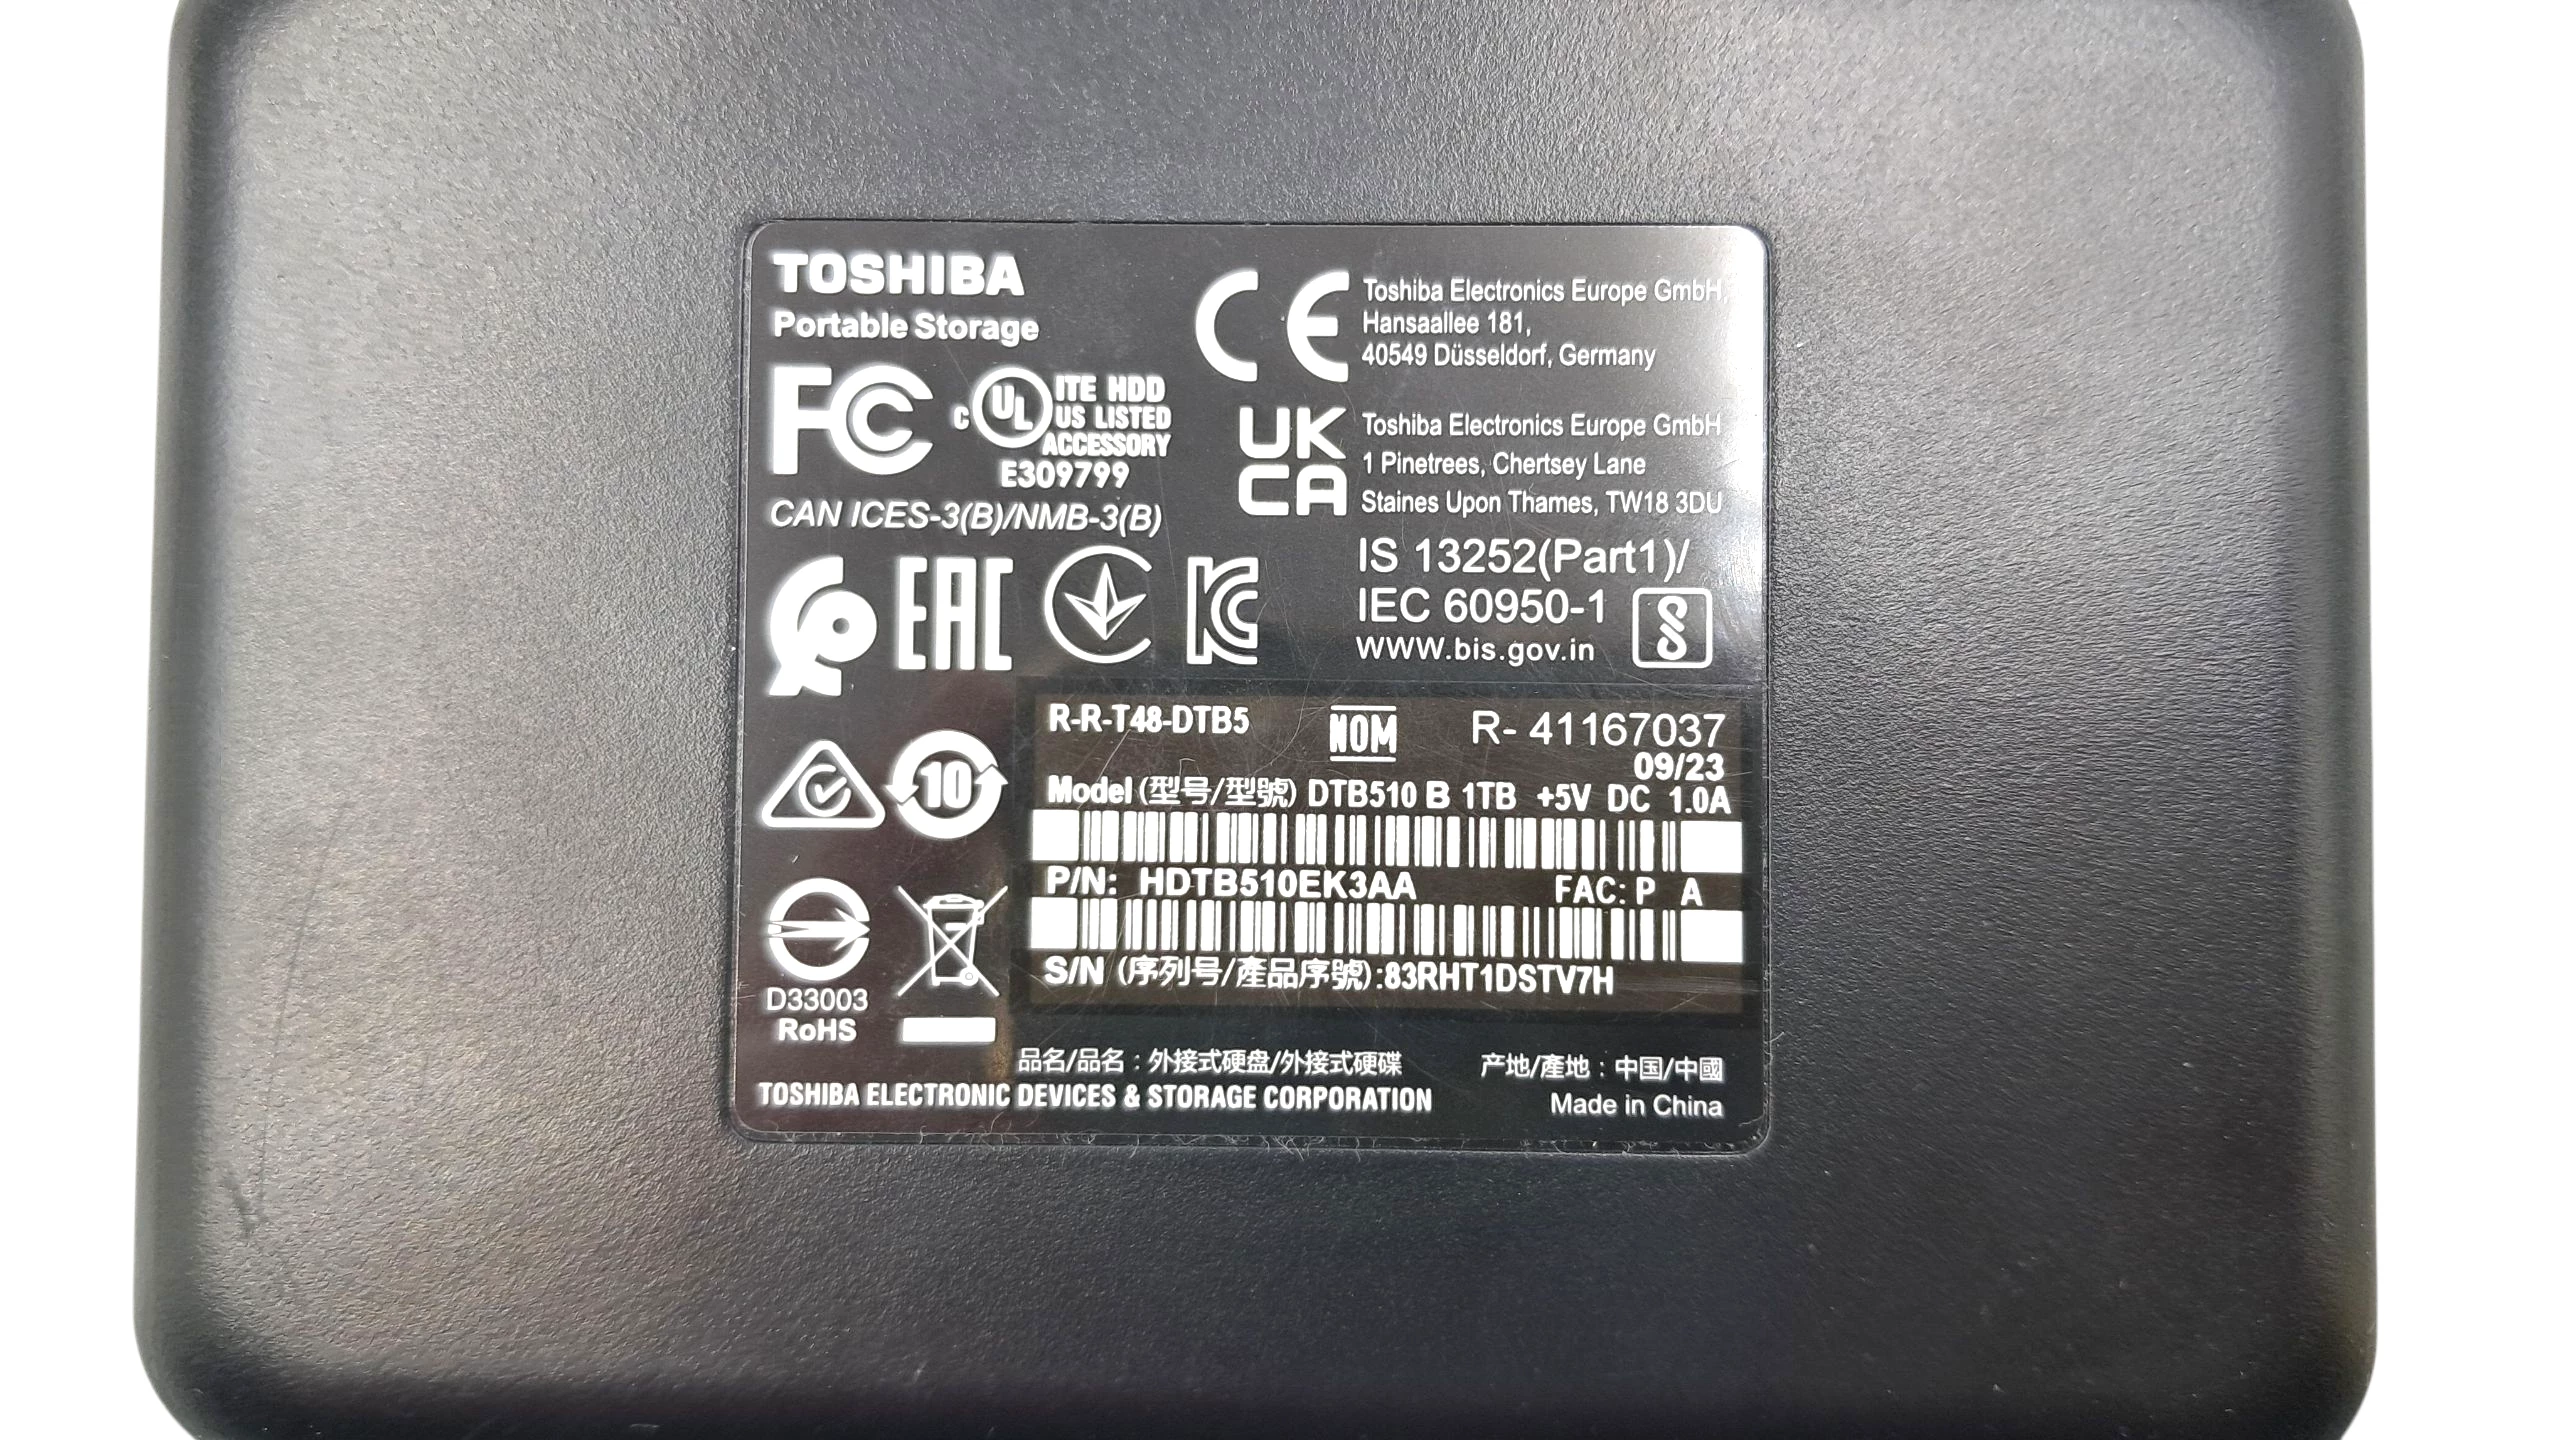 TOSHIBA
Portable Storage
FC
C UL US ITE HDD
LISTED
ACCESSORY
E309799
CAN ICES-3(B)/NMB-3(B)
CE
Toshiba Electronics Europe GmbH,
Hansaallee 181,
40549 Düsseldorf, Germany
UK
CA
Toshiba Electronics Europe GmbH
1 Pinetrees, Chertsey Lane
Staines Upon Thames, TW18 3DU
EAC
IS 13252(Part1)/
IEC 60950-1
www.bis.gov.in
R-R-T48-DTB5 NOM R- 41167037
09/23
Model (型号/型號) DTB510 B 1TB +5V DC 1.0A
10
P/N: HDTB510EK3AA FAC: P A
S/N (序列号/產品序號):83RHT1DSTV7H
D33003
RoHS
品名/品名：外接式硬盘/外接式硬碟 产地/產地：中国/中國
TOSHIBA ELECTRONIC DEVICES & STORAGE CORPORATION Made in China